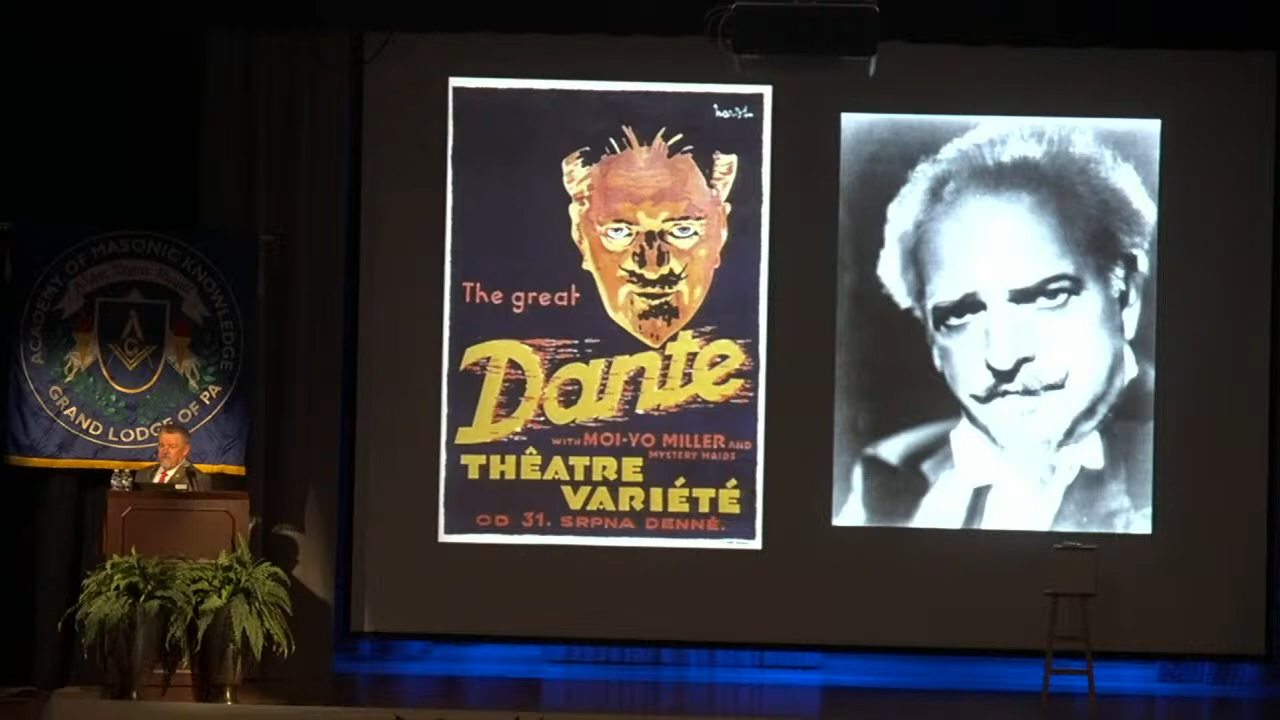 ACADEMY OF MASONIC KNOWLEDGE
G
GRAND LODGE OF PA
The great
Dante
WITH MOI-YO MILLER AND
MYSTERY MAIDS
THÊATRE
VARIÉTÉ
OD 31. SRPNA DENNĚ.